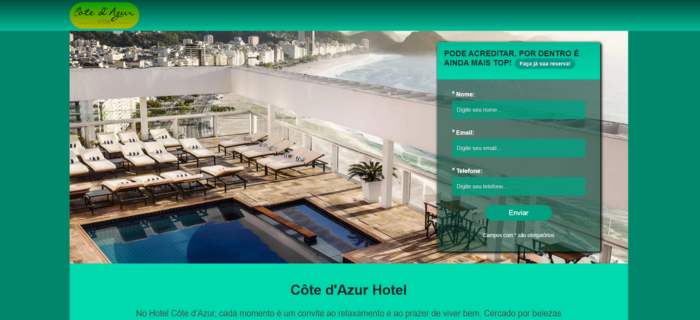 Côte d'Azur
PODE ACREDITAR, POR DENTRO É
AINDA MAIS TOP! Faça já sua reserva!
* Nome:
Digite seu nome...
* Email:
Digite seu email...
* Telefone:
Digite seu telefone...
Enviar
Campos com * são obrigatórios
Côte d'Azur Hotel
No Hotel Côte d'Azur, cada momento é um convite ao relaxamento e ao prazer de viver bem. Cercado por belezas